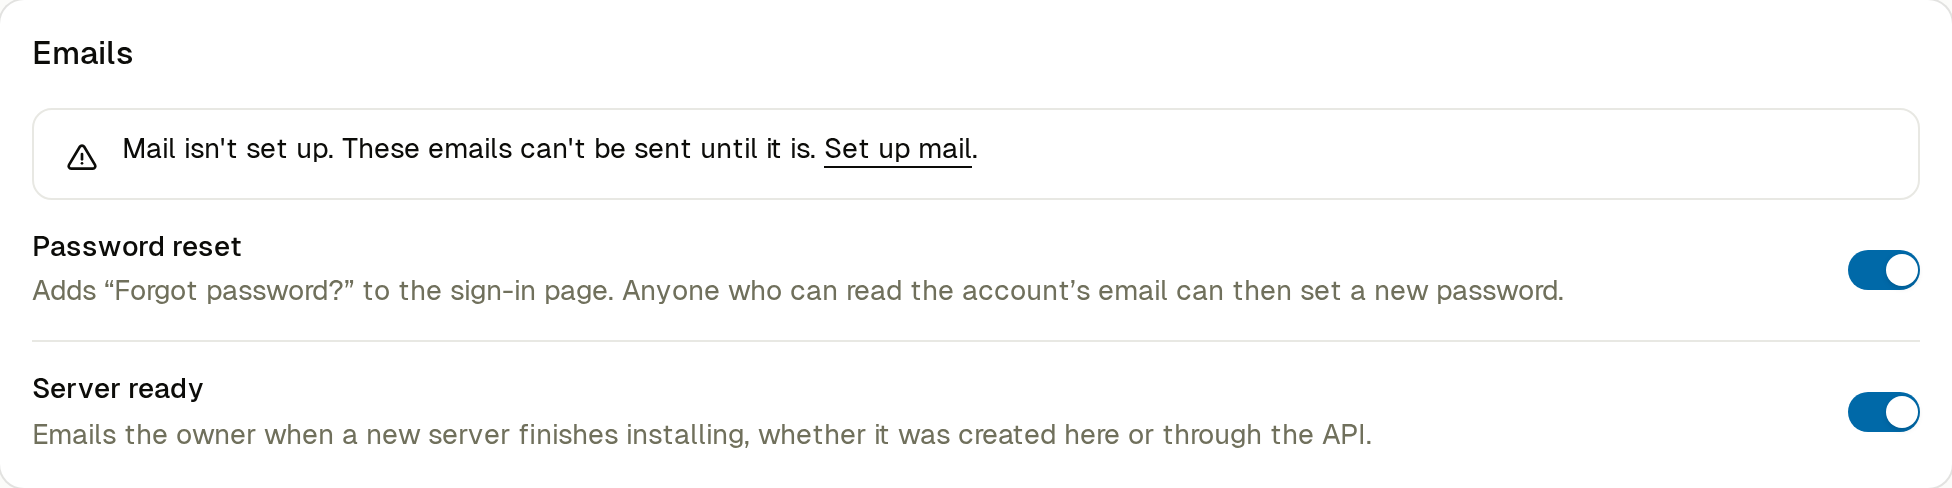 Emails
Mail isn't set up. These emails can't be sent until it is. Set up mail.
Password reset
Adds “Forgot password?” to the sign-in page. Anyone who can read the account’s email can then set a new password.
Server ready
Emails the owner when a new server finishes installing, whether it was created here or through the API.